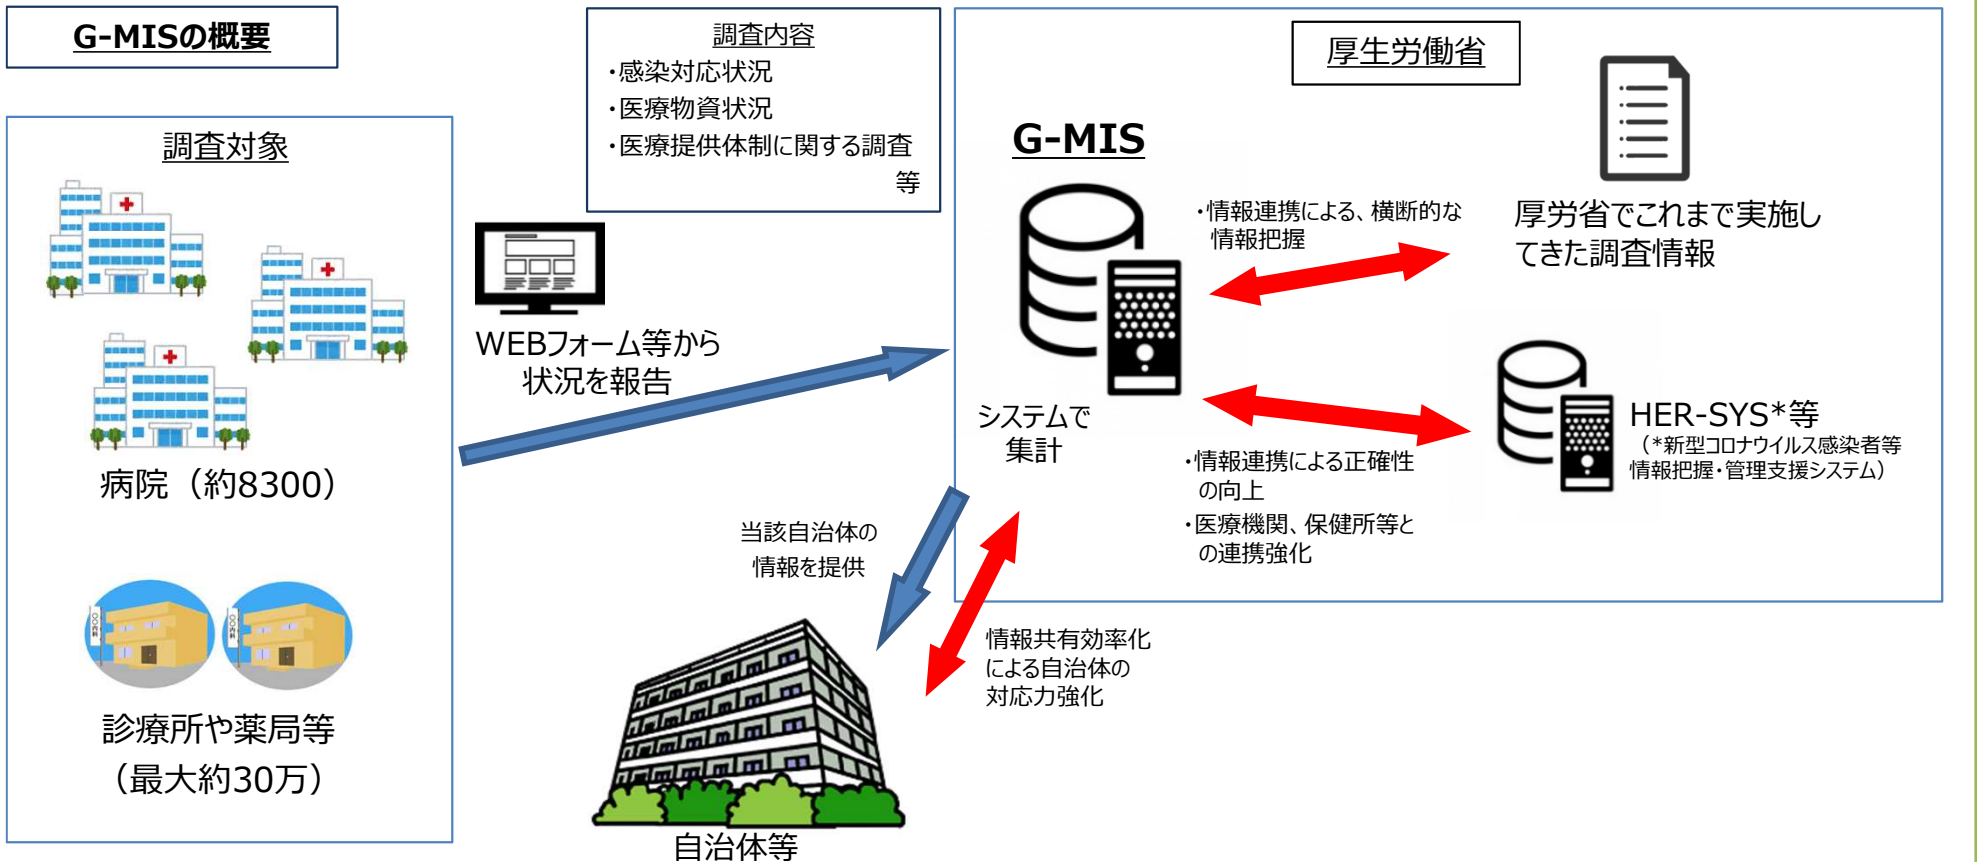 G-MISの概要
調査対象
病院（約8300）
診療所や薬局等
（最大約30万）
調査内容
・感染対応状況
・医療物資状況
・医療提供体制に関する調査
等
WEBフォーム等から
状況を報告
厚生労働省
G-MIS
システムで
集計
・情報連携による、横断的な
情報把握
厚労省でこれまで実施し
てきた調査情報
HER-SYS*等
（*新型コロナウイルス感染者等
情報把握・管理支援システム）
・情報連携による正確性
の向上
・医療機関、保健所等と
の連携強化
当該自治体の
情報を提供
情報共有効率化
による自治体の
対応力強化
自治体等
〇〇内科
〇〇内科